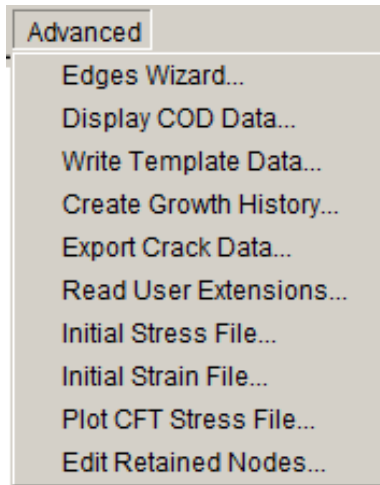 Advanced
Edges Wizard...
Display COD Data...
Write Template Data...
Create Growth History...
Export Crack Data...
Read User Extensions...
Initial Stress File...
Initial Strain File...
Plot CFT Stress File...
Edit Retained Nodes...